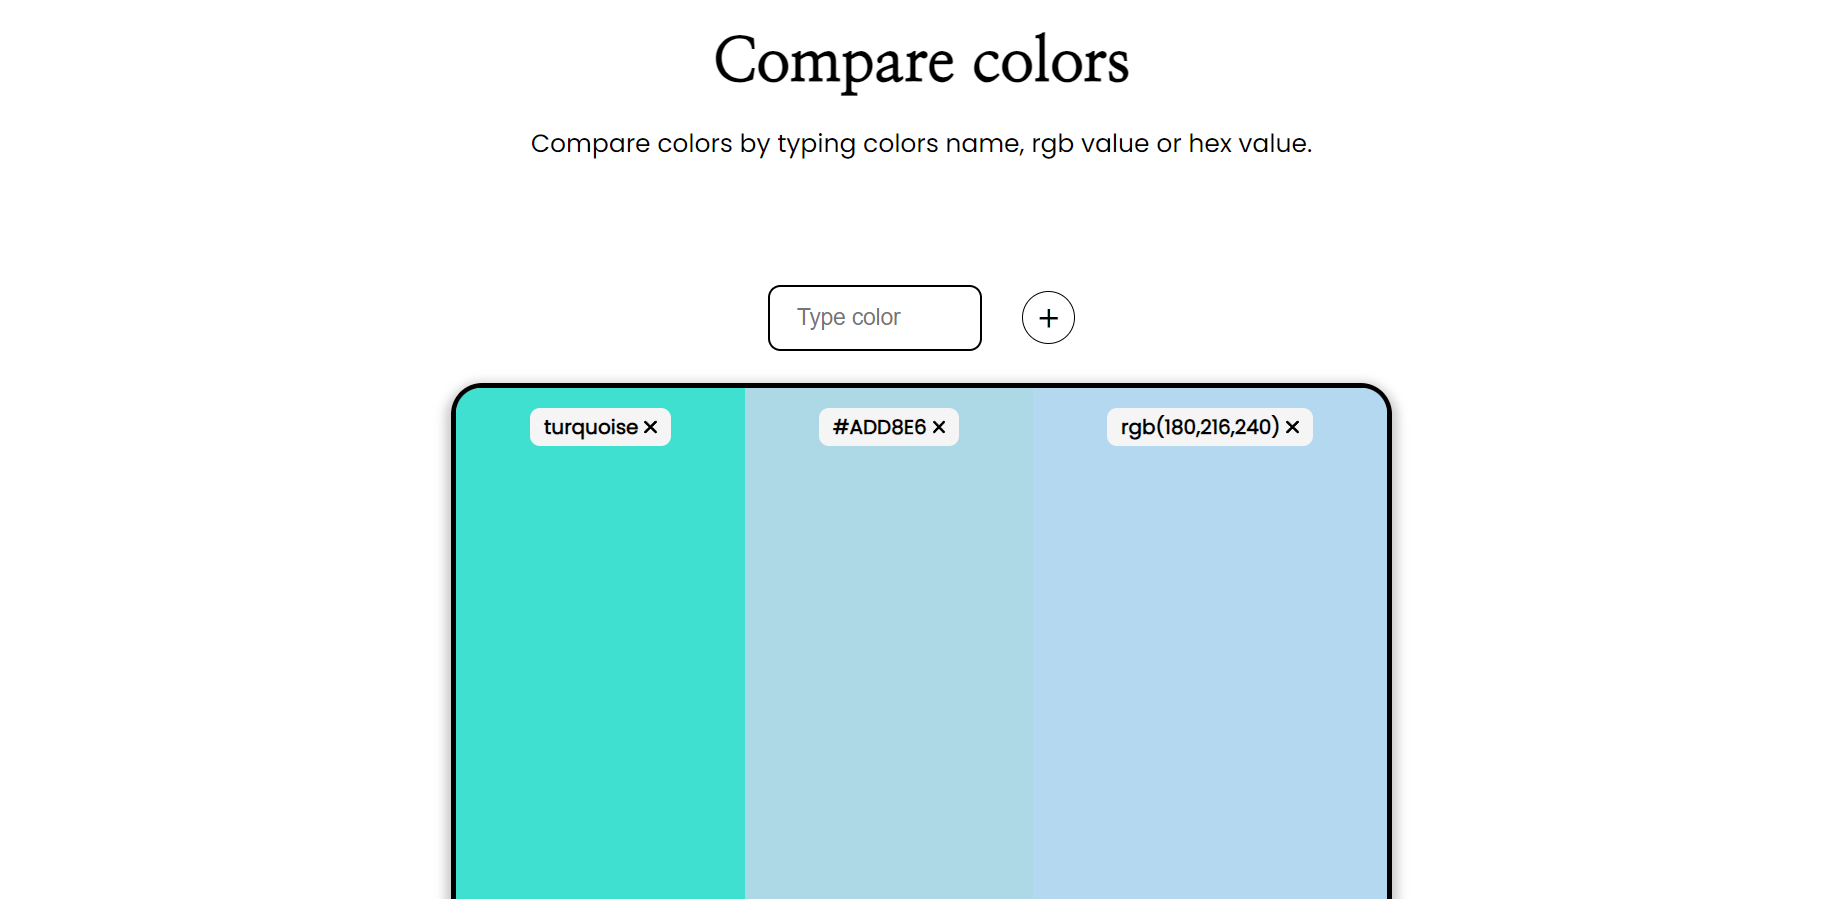 Compare colors
Compare colors by typing colors name, rgb value or hex value.
Type color
+
turquoise ×
#ADD8E6 ×
rgb(180,216,240) ×